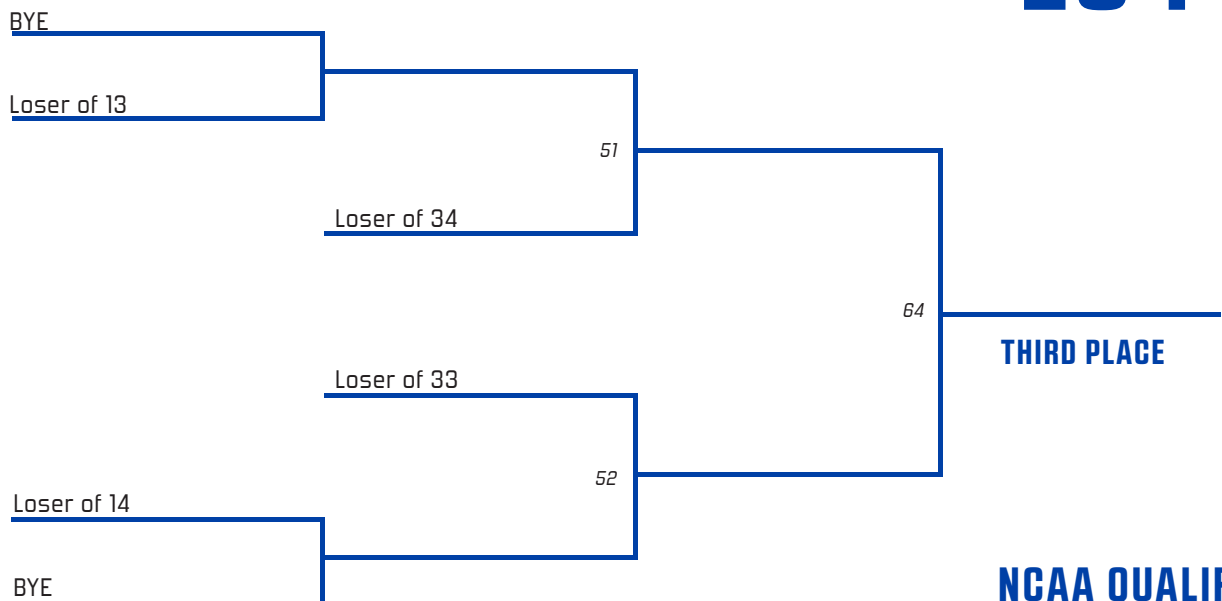 BYE
Loser of 13
51
Loser of 34
64
THIRD PLACE
Loser of 33
52
Loser of 14
NCAA
BYE